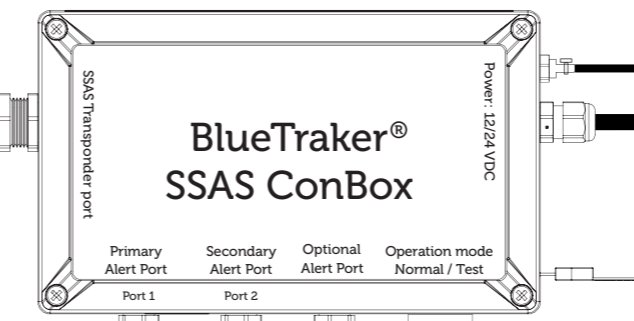 SSAS Transponder port
Power: 12/24 VDC
BlueTraker®
SSAS ConBox
Primary
Alert Port
Secondary
Alert Port
Optional
Alert Port
Operation mode
Normal / Test
Port 1
Port 2